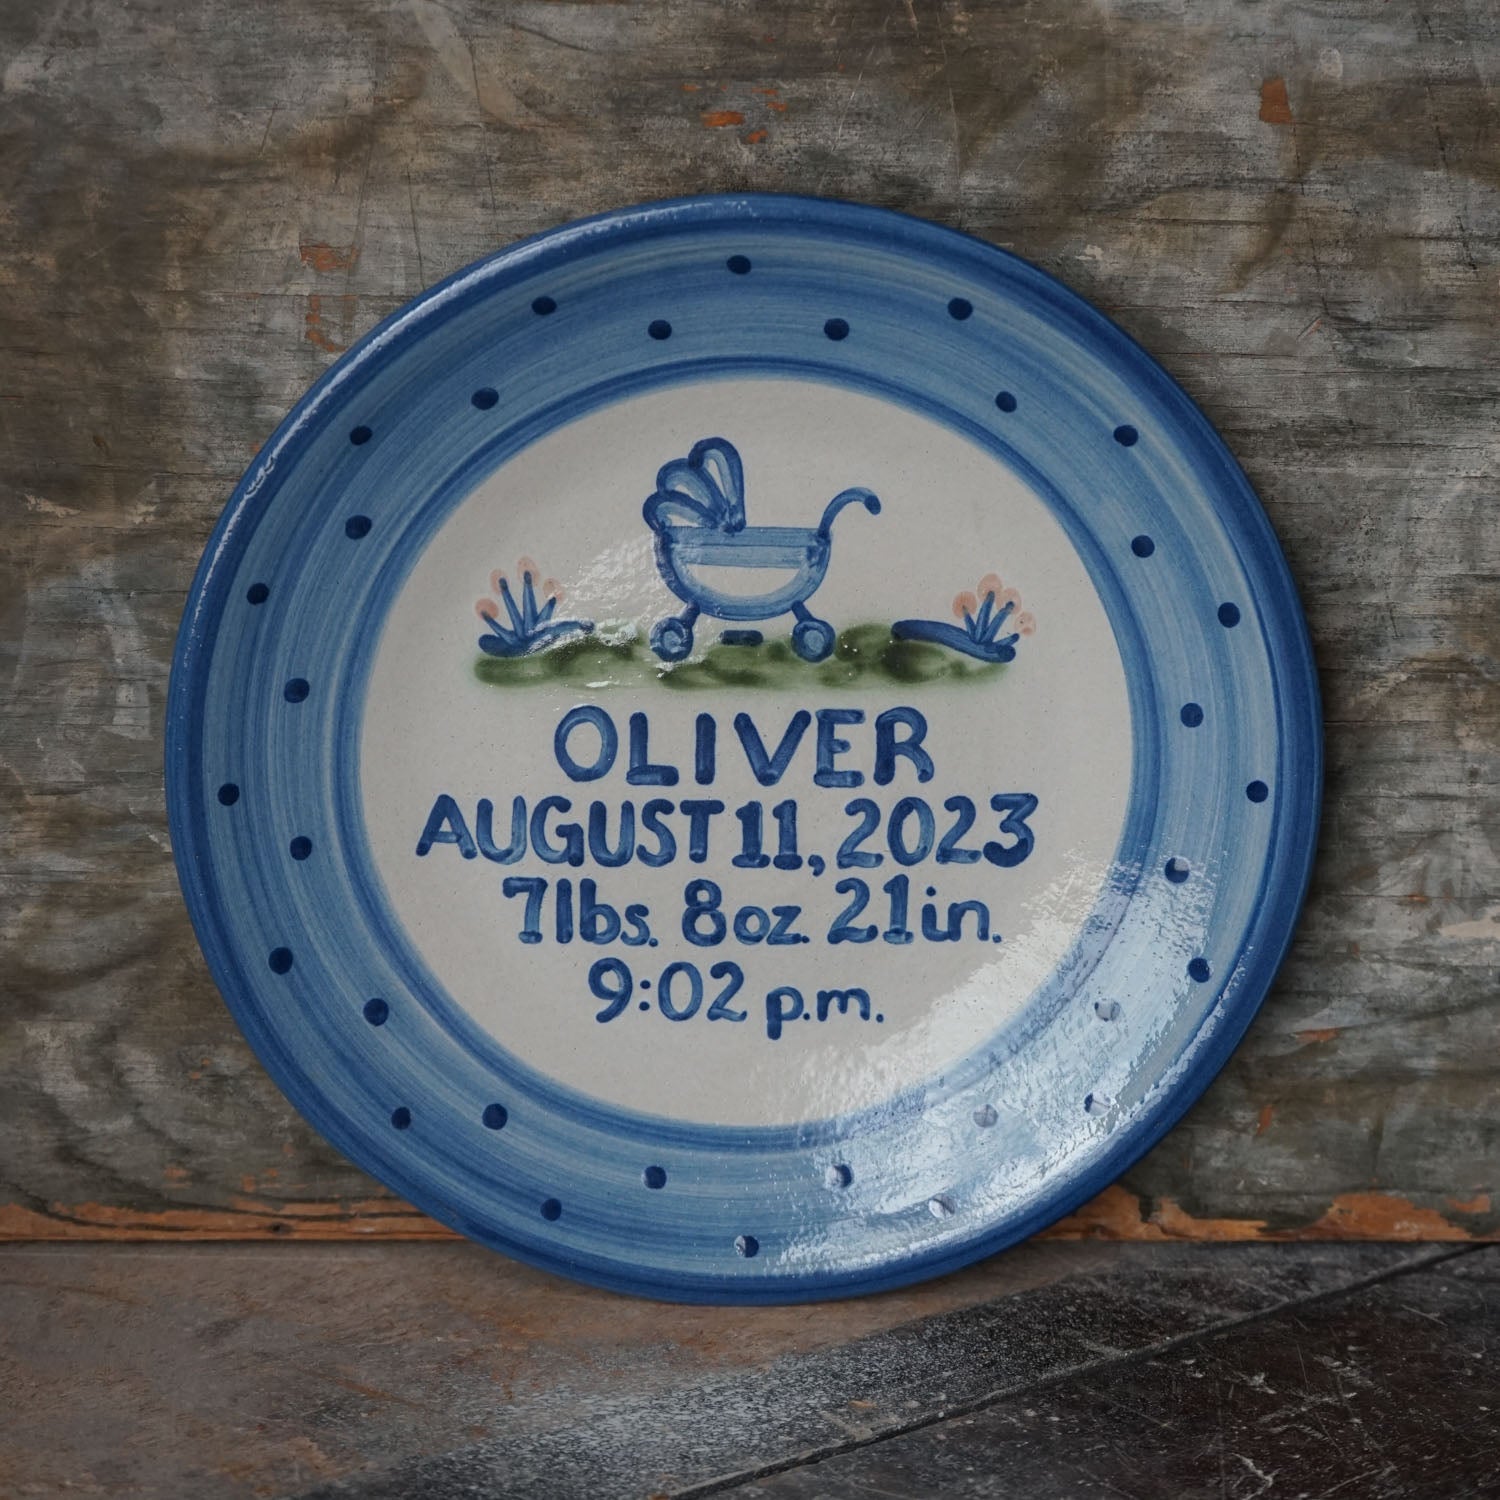 OLIVER
AUGUST 11, 2023
7lbs. 8oz. 21in.
9:02 p.m.